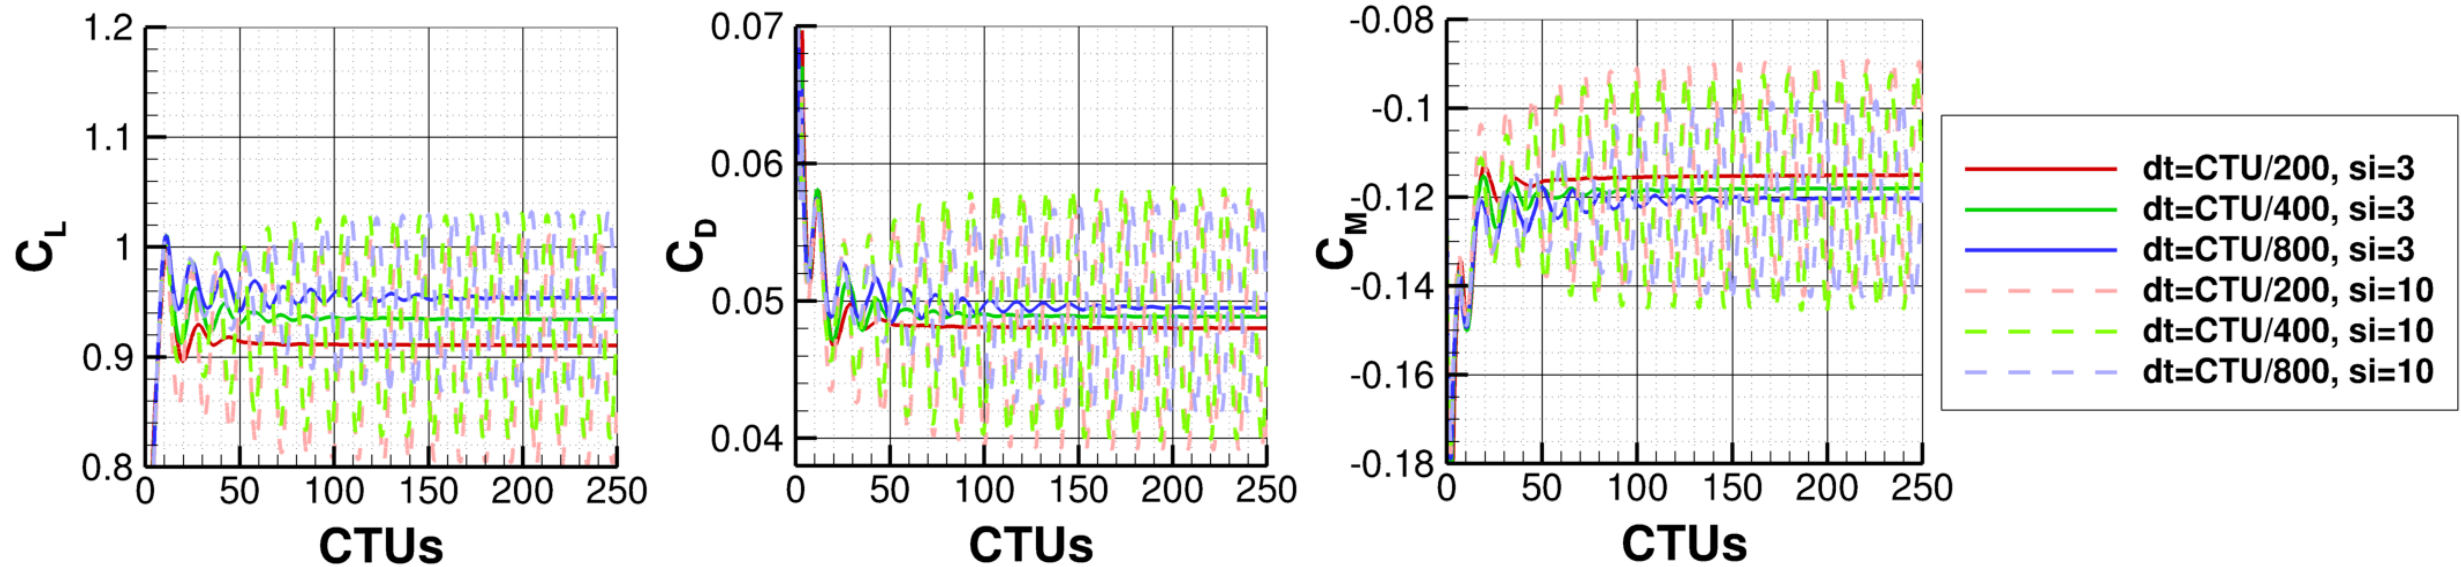 1.2
1.1
1
0.9
0.8
C_L
0 50 100 150 200 250
CTUs
0.07
0.06
0.05
0.04
C_D
0 50 100 150 200 250
CTUs
-0.08
-0.1
-0.12
-0.14
-0.16
-0.18
C_M
0 50 100 150 200 250
CTUs
dt=CTU/200, si=3
dt=CTU/400, si=3
dt=CTU/800, si=3
dt=CTU/200, si=10
dt=CTU/400, si=10
dt=CTU/800, si=10